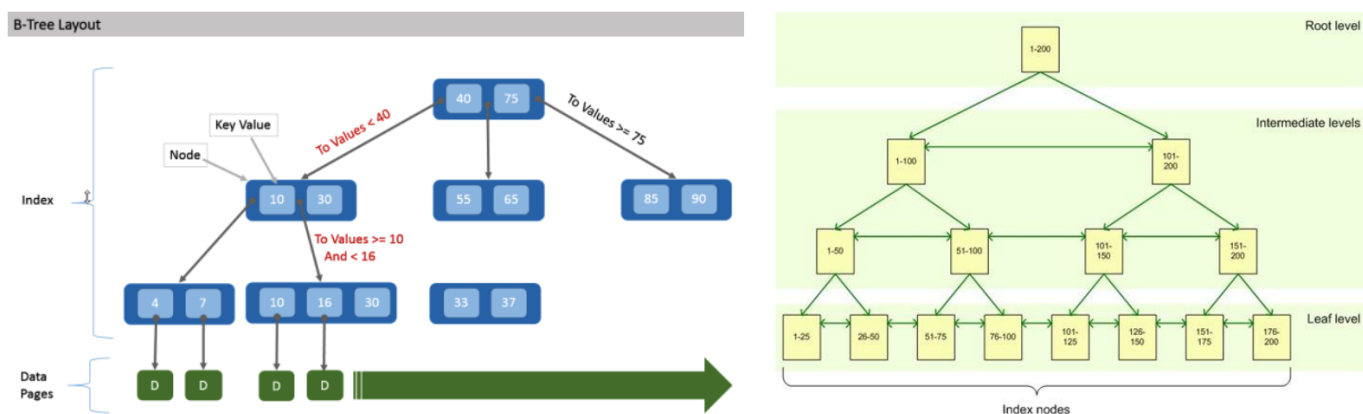 B-Tree Layout
40 75
To Values < 40
To Values >= 75
Key Value
Node
Index
10 30
55 65
85 90
To Values >= 10
And < 16
4 7
10 16 30
33 37
Data
Pages
D D D D
Root level
1-200
Intermediate levels
1-100
101-
200
1-50
51-100
101-
150
151-
200
Leaf level
1-25
26-50
51-75
76-100
101-
125
126-
150
151-
175
176-
200
Index nodes